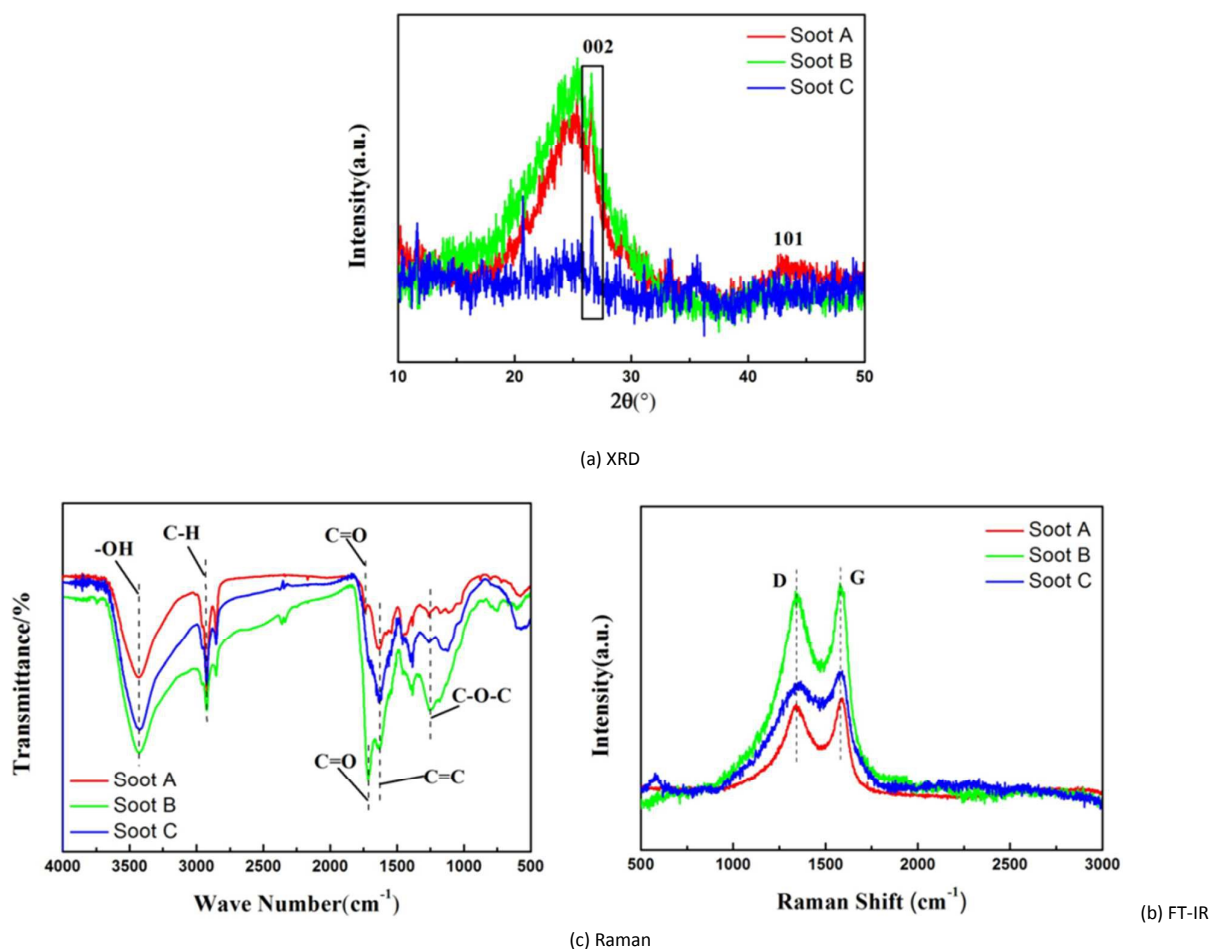 Soot A
Soot B
Soot C
002
101
Intensity(a.u.)
10 20 30 40 50
2θ(°)
(a) XRD
C=O
C-H
-OH
C-O-C
C=O
C=C
Soot A
Soot B
Soot C
Transmittance/%
4000 3500 3000 2500 2000 1750 1500 1250 1000 500
Wave Number(cm⁻¹)
Soot A
Soot B
Soot C
D
G
Intensity(a.u.)
500 1000 1500 2000 2500 3000
Raman Shift (cm⁻¹)
(b) FT-IR
(c) Raman